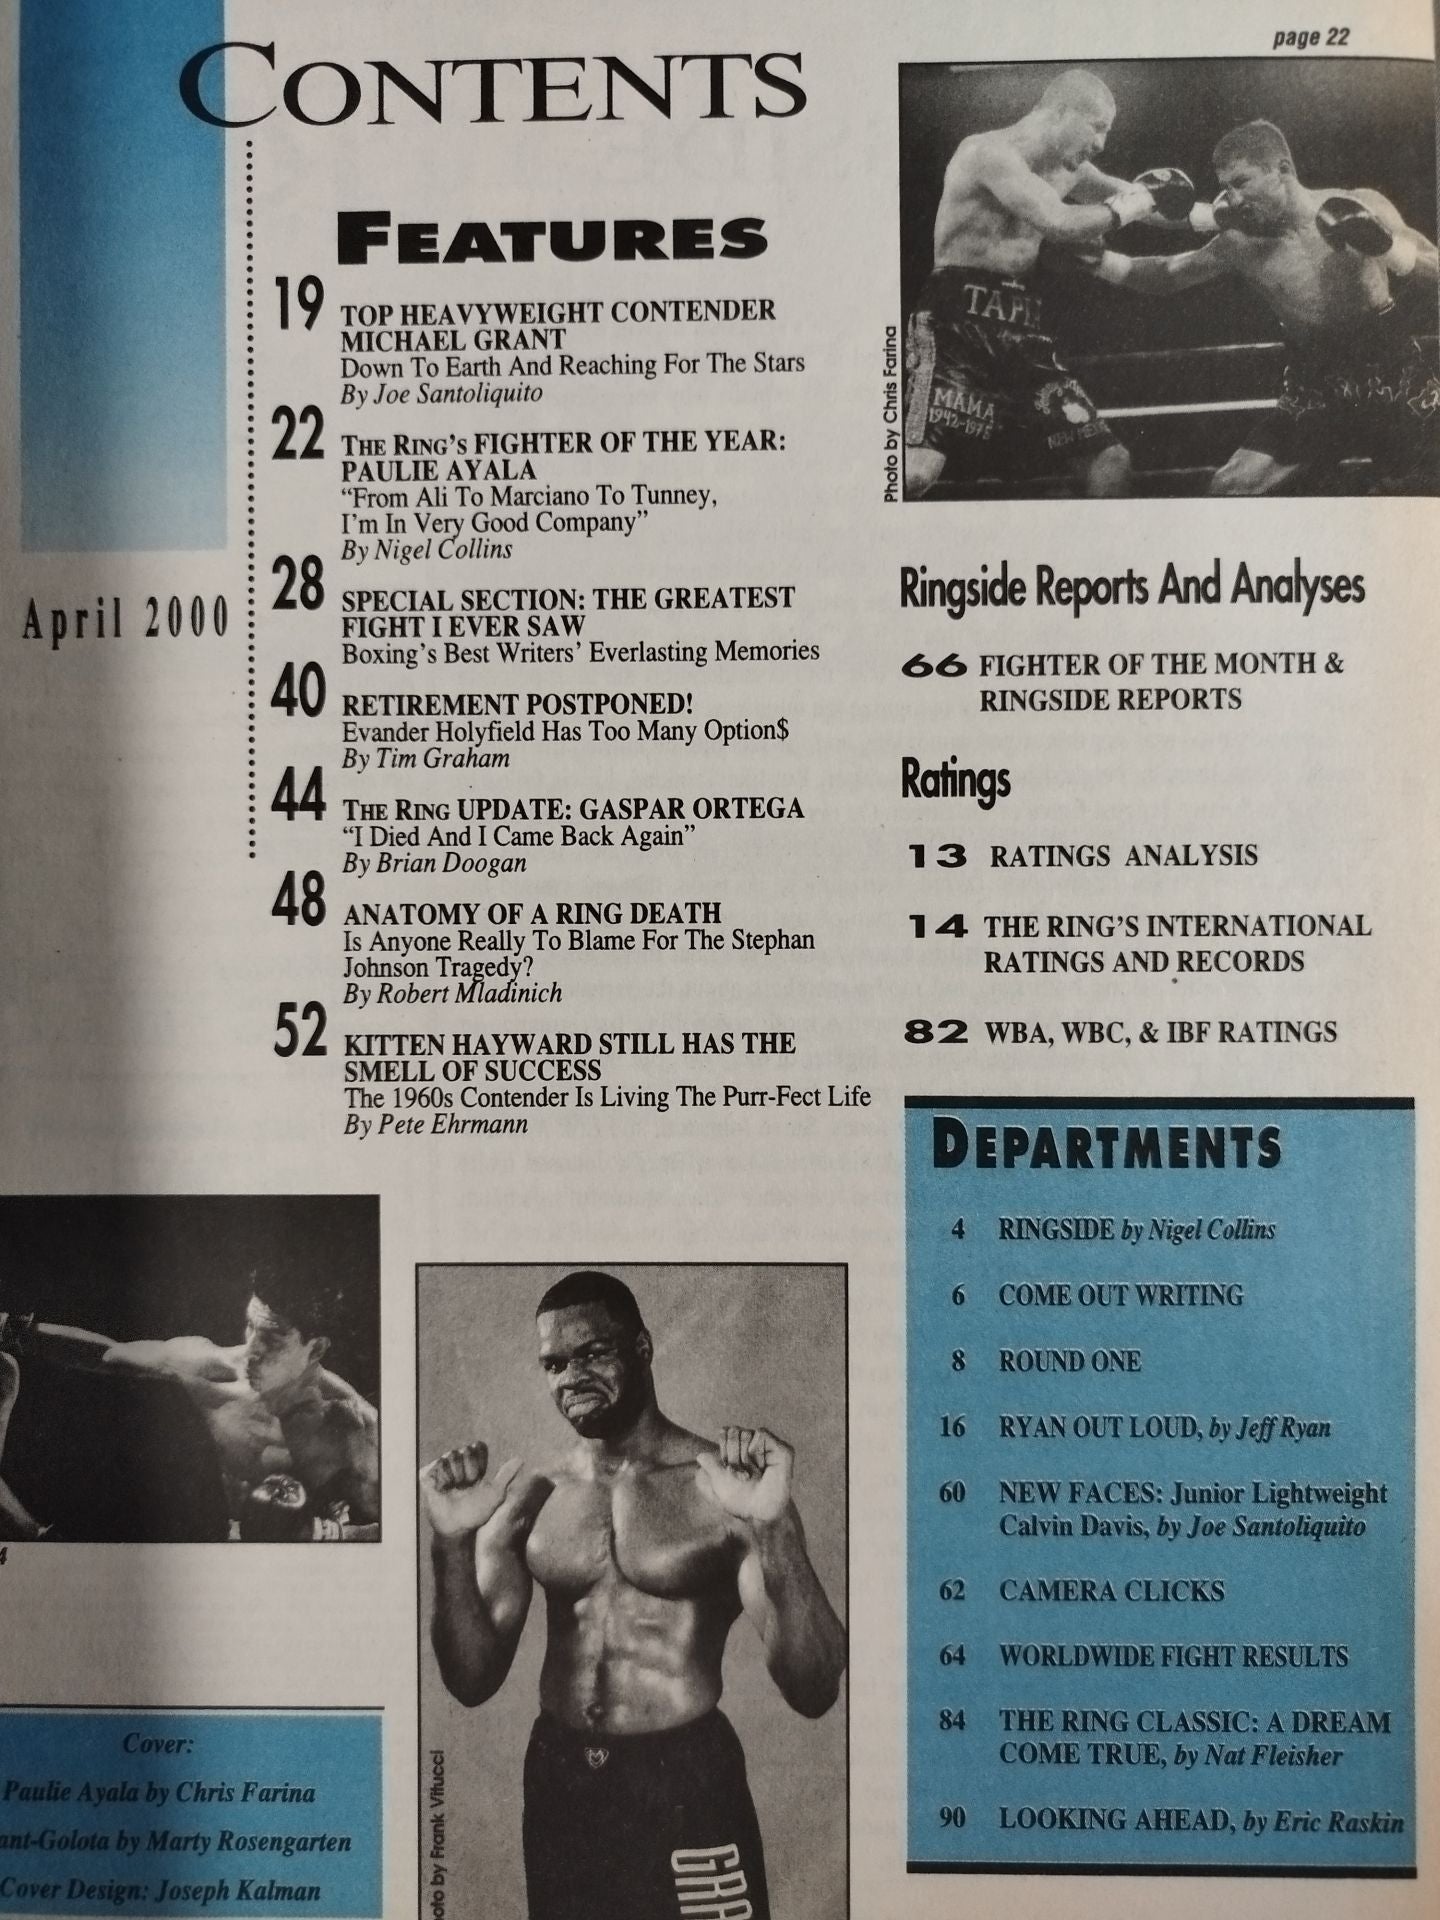 page 22
CONTENTS
FEATURES
19 TOP HEAVYWEIGHT CONTENDER
MICHAEL GRANT
Down To Earth And Reaching For The Stars
By Joe Santoliquito
22 THE RING'S FIGHTER OF THE YEAR:
PAULIE AYALA
“From Ali To Marciano To Tunney,
I'm In Very Good Company”
By Nigel Collins
28 SPECIAL SECTION: THE GREATEST
FIGHT I EVER SAW
Boxing's Best Writers' Everlasting Memories
40 RETIREMENT POSTPONED!
Evander Holyfield Has Too Many Option$
By Tim Graham
44 THE RING UPDATE: GASPAR ORTEGA
“I Died And I Came Back Again”
By Brian Doogan
48 ANATOMY OF A RING DEATH
Is Anyone Really To Blame For The Stephan
Johnson Tragedy?
By Robert Mladinich
52 KITTEN HAYWARD STILL HAS THE
SMELL OF SUCCESS
The 1960s Contender Is Living The Purr-Fect Life
By Pete Ehrmann
April 2000
TAPI
MAMA
1942-1975
NEW MEXI
Photo by Chris Farina
Ringside Reports And Analyses
66 FIGHTER OF THE MONTH &
RINGSIDE REPORTS
Ratings
13 RATINGS ANALYSIS
14 THE RING'S INTERNATIONAL
RATINGS AND RECORDS
82 WBA, WBC, & IBF RATINGS
DEPARTMENTS
4 RINGSIDE by Nigel Collins
6 COME OUT WRITING
8 ROUND ONE
16 RYAN OUT LOUD, by Jeff Ryan
60 NEW FACES: Junior Lightweight
Calvin Davis, by Joe Santoliquito
62 CAMERA CLICKS
64 WORLDWIDE FIGHT RESULTS
84 THE RING CLASSIC: A DREAM
COME TRUE, by Nat Fleisher
90 LOOKING AHEAD, by Eric Raskin
4
Cover:
Paulie Ayala by Chris Farina
ant-Golota by Marty Rosengarten
Cover Design: Joseph Kalman
oto by Frank Vitucci
GRA